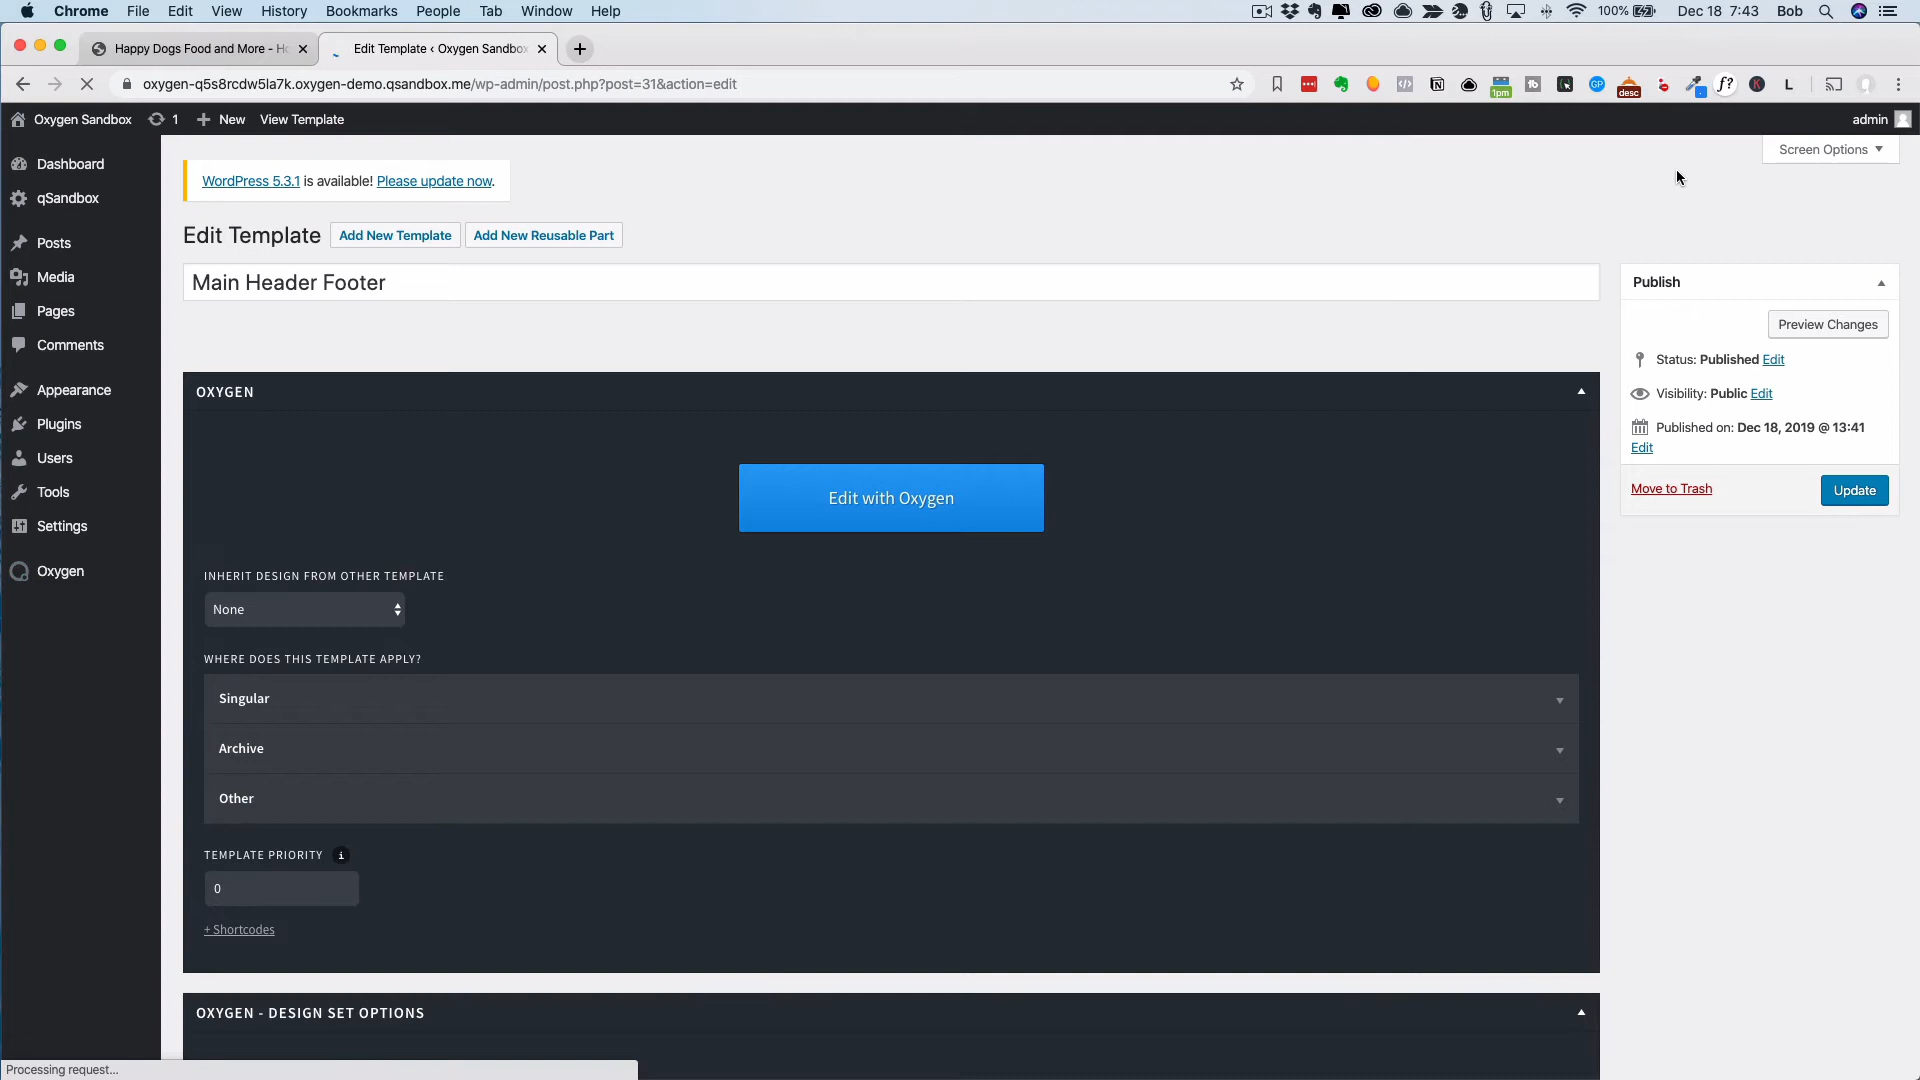 Chrome File Edit View History Bookmarks People Tab Window Help 100% Dec 18 7:43 Bob
Happy Dogs Food and More - Ho
Edit Template ‹ Oxygen Sandbox
oxygen-q5s8rcdw5la7k.oxygen-demo.qsandbox.me/wp-admin/post.php?post=31&action=edit
1pm
desc
GP
f?
K
L
Oxygen Sandbox 1 New View Template admin
Screen Options
Dashboard
qSandbox
Posts
Media
Pages
Comments
Appearance
Plugins
Users
Tools
Settings
Oxygen
WordPress 5.3.1 is available! Please update now.
Edit Template Add New Template Add New Reusable Part
Main Header Footer
OXYGEN
Edit with Oxygen
INHERIT DESIGN FROM OTHER TEMPLATE
None
WHERE DOES THIS TEMPLATE APPLY?
Singular
Archive
Other
TEMPLATE PRIORITY i
0
+ Shortcodes
OXYGEN - DESIGN SET OPTIONS
Publish
Preview Changes
Status: Published Edit
Visibility: Public Edit
Published on: Dec 18, 2019 @ 13:41
Edit
Move to Trash Update
Processing request...